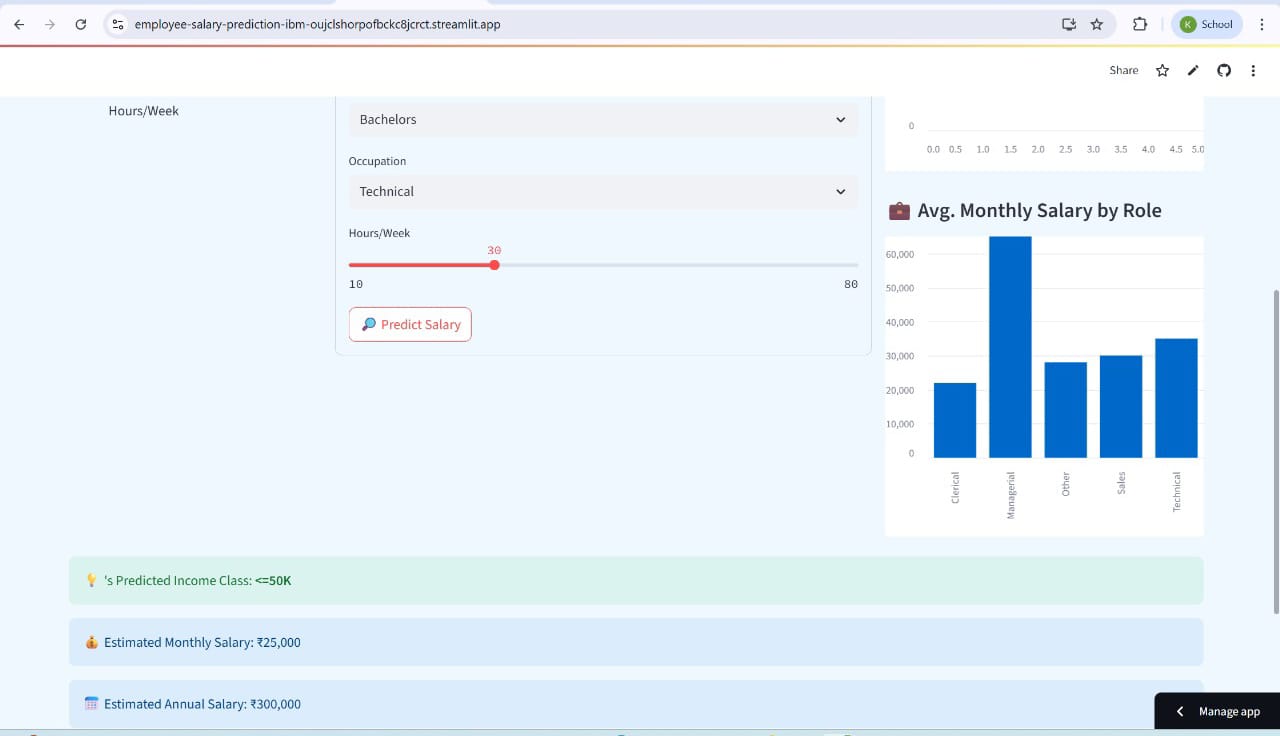 employee-salary-prediction-ibm-oujclshorpofbckc8jcrct.streamlit.app
K School
Share
Hours/Week
Bachelors
Occupation
Technical
Hours/Week
30
10 80
Predict Salary
0
0.0 0.5 1.0 1.5 2.0 2.5 3.0 3.5 4.0 4.5 5.0
Avg. Monthly Salary by Role
60,000
50,000
40,000
30,000
20,000
10,000
0
Clerical Managerial Other Sales Technical
's Predicted Income Class: <=50K
Estimated Monthly Salary: ₹25,000
Estimated Annual Salary: ₹300,000
Manage app